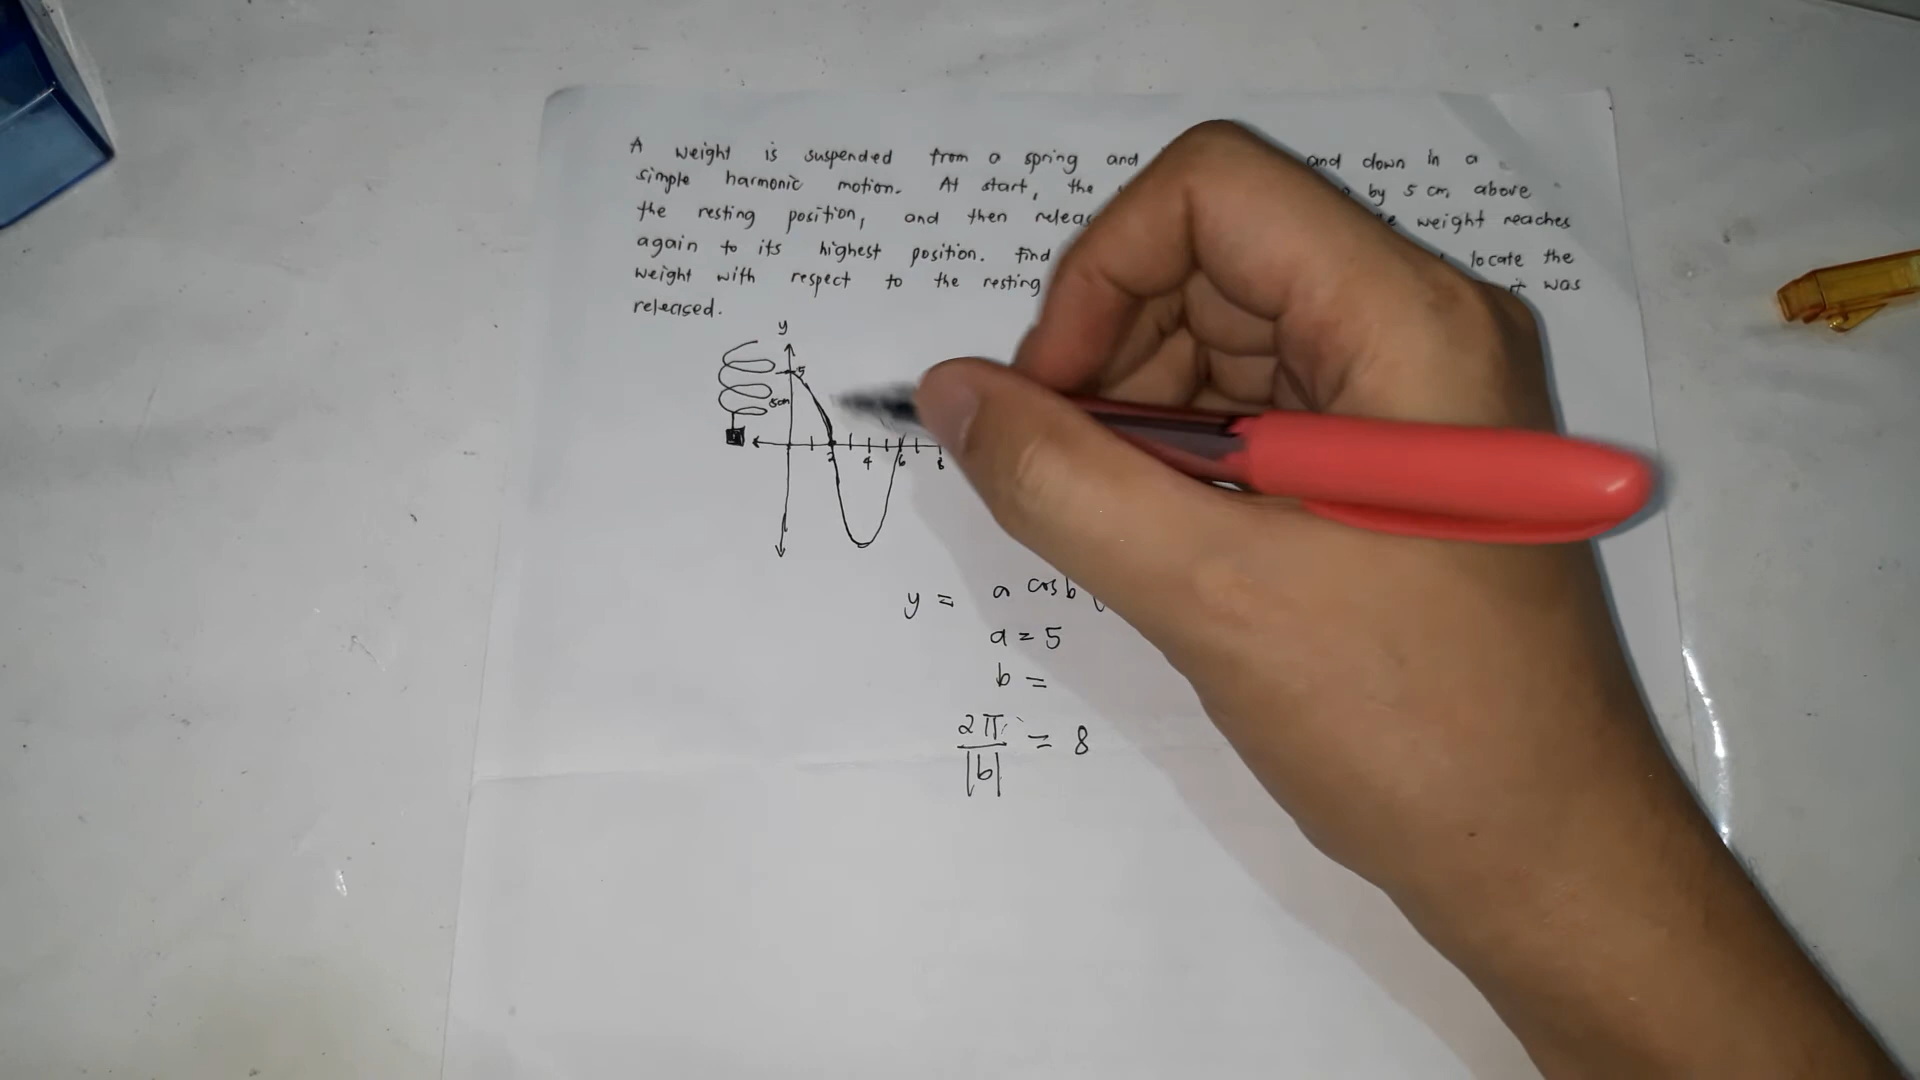 A weight is suspended from a spring and and down in a
simple harmonic motion. At start, the by 5 cm, above
the resting position, and then weight reaches
again to its highest position. Find locate the
weight with respect to the resting was
released.
y
5
5cm
2 4 6 8
y = a cos b
a = 5
b =
2π
|b| = 8